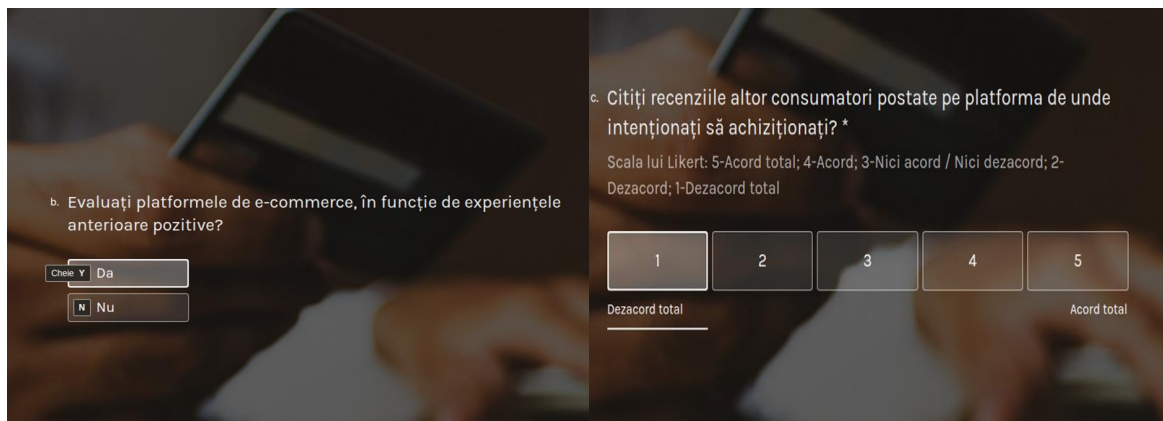 b. Evaluați platformele de e-commerce, în funcție de experiențele
anterioare pozitive?
Cheie Y Da
N Nu
c. Citiți recenziile altor consumatori postate pe platforma de unde
intenționați să achiziționați? *
Scala lui Likert: 5-Acord total; 4-Acord; 3-Nici acord / Nici dezacord; 2-
Dezacord; 1-Dezacord total
1 2 3 4 5
Dezacord total Acord total